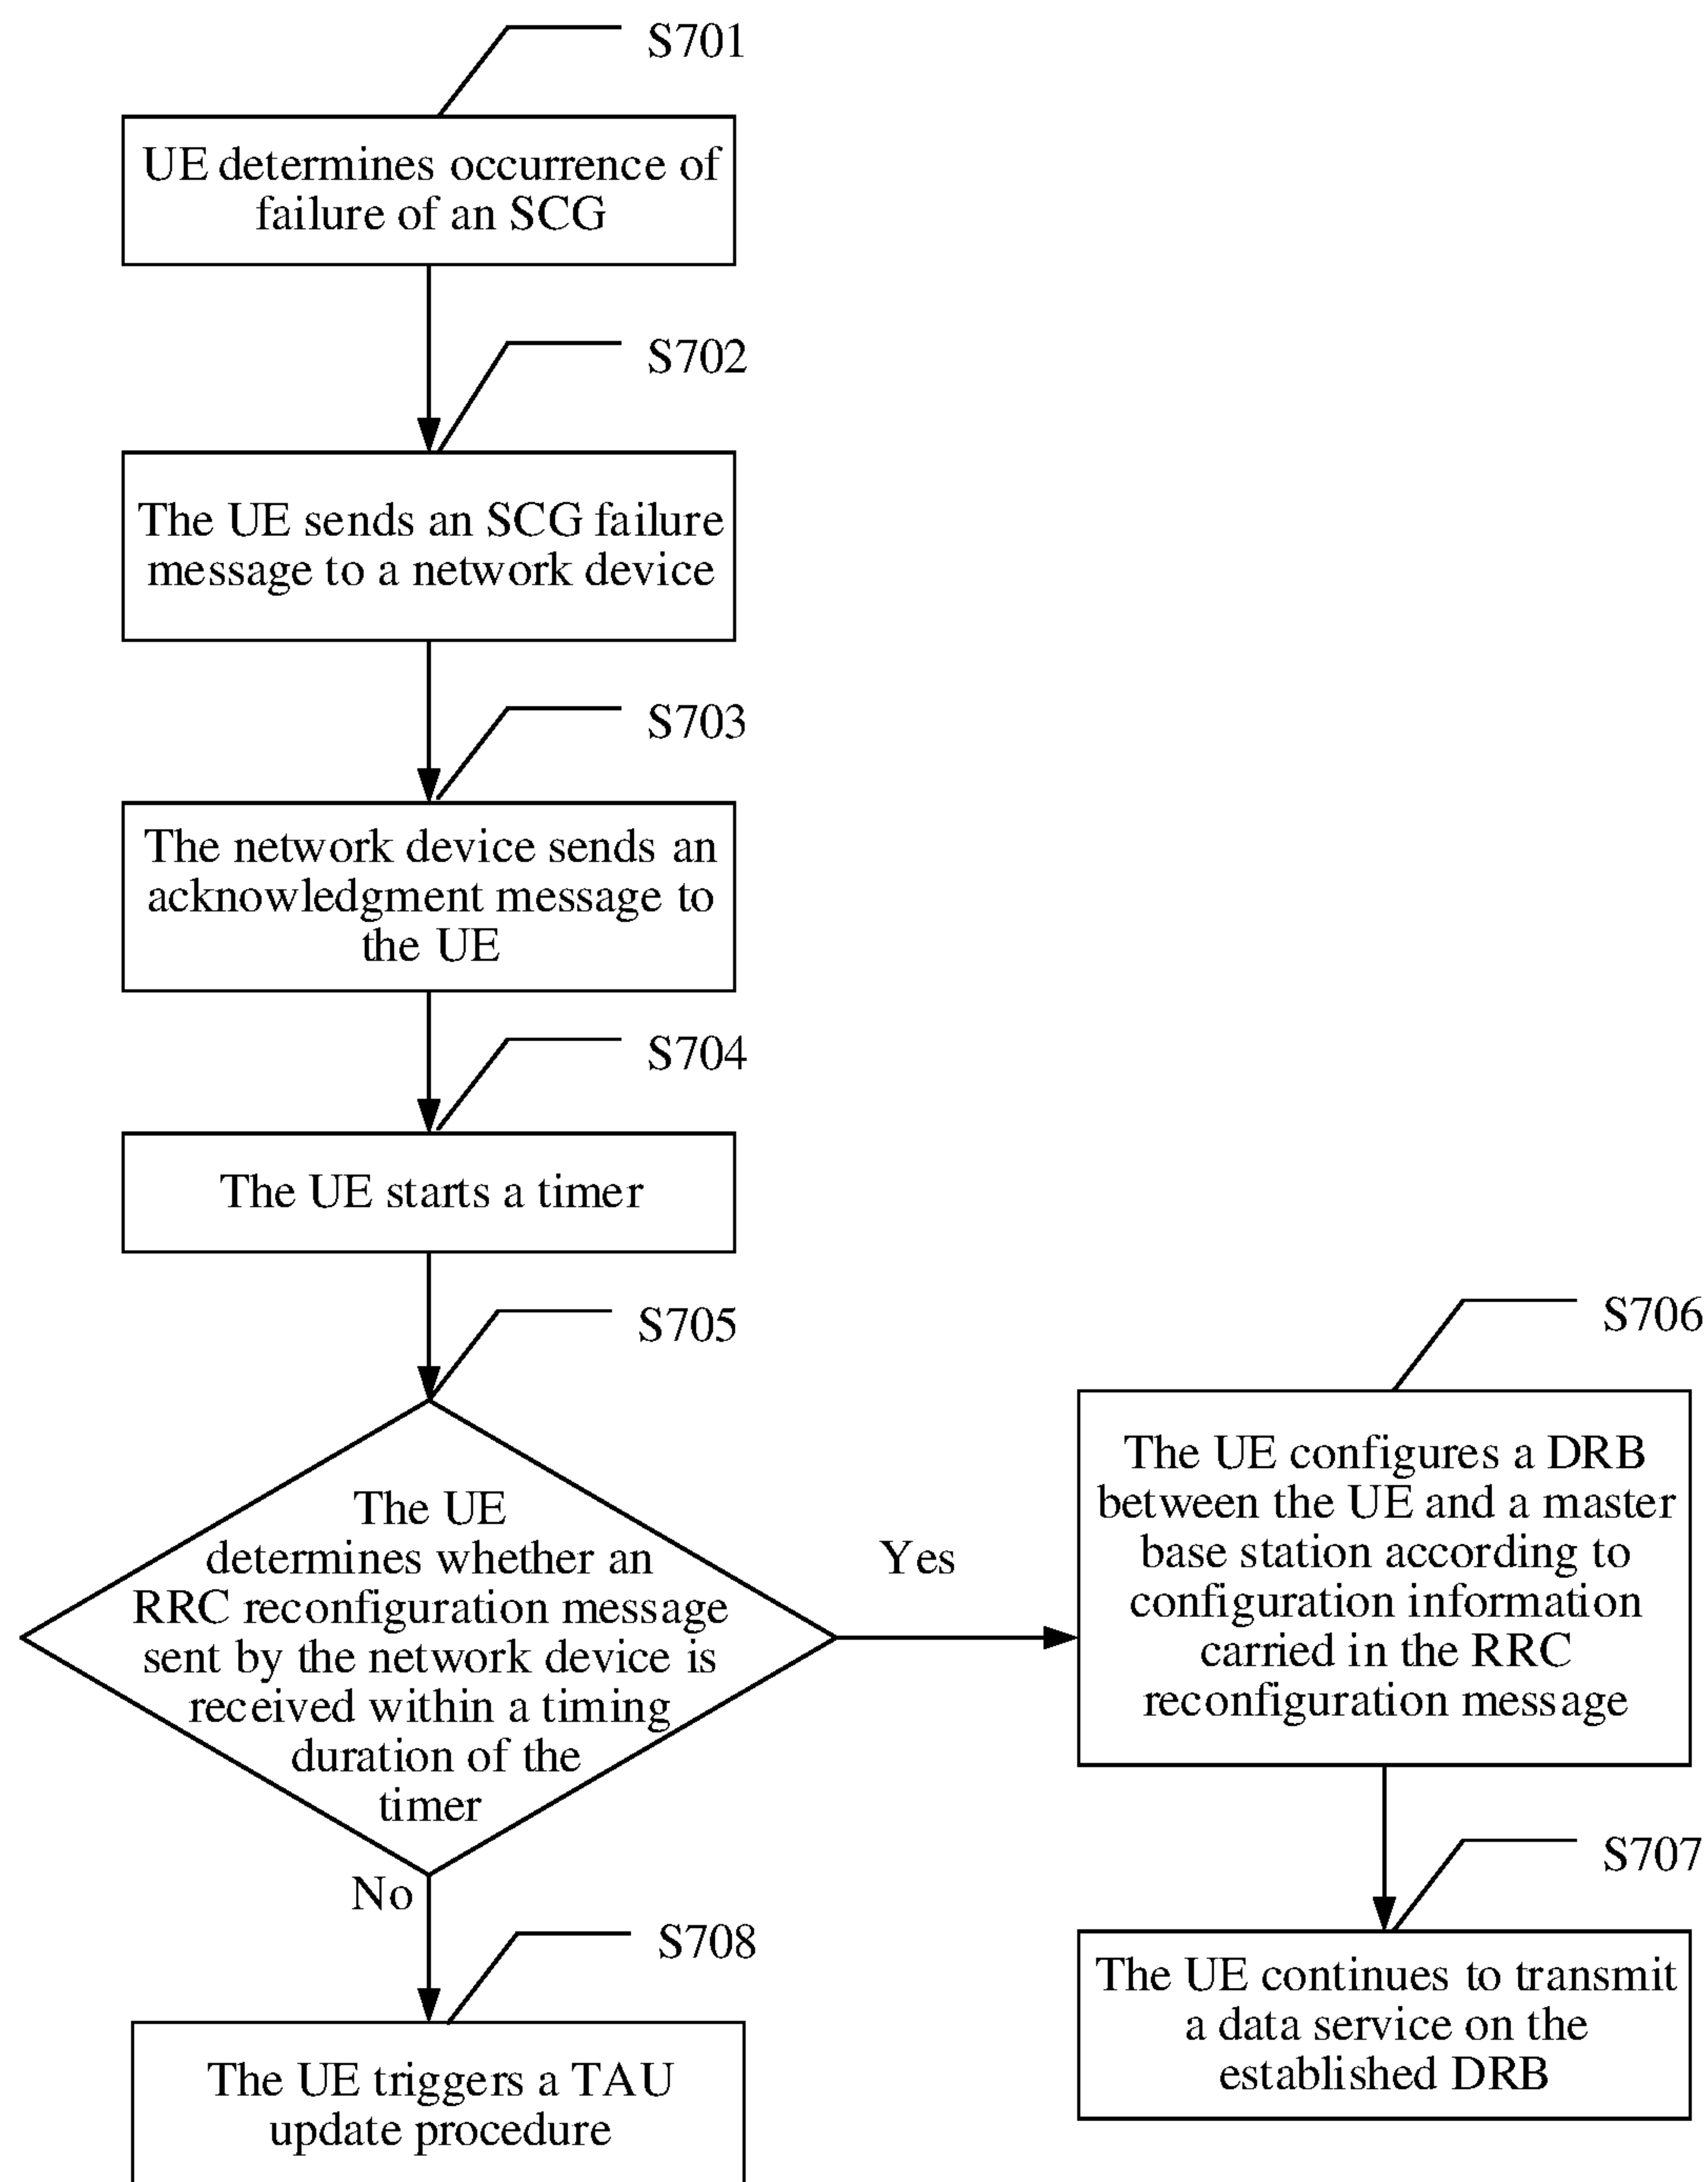 S701
UE determines occurrence of
failure of an SCG
S702
The UE sends an SCG failure
message to a network device
S703
The network device sends an
acknowledgment message to
the UE
S704
The UE starts a timer
S705
The UE
determines whether an
RRC reconfiguration message
sent by the network device is
received within a timing
duration of the
timer
Yes
S706
The UE configures a DRB
between the UE and a master
base station according to
configuration information
carried in the RRC
reconfiguration message
S707
The UE continues to transmit
a data service on the
established DRB
No
S708
The UE triggers a TAU
update procedure